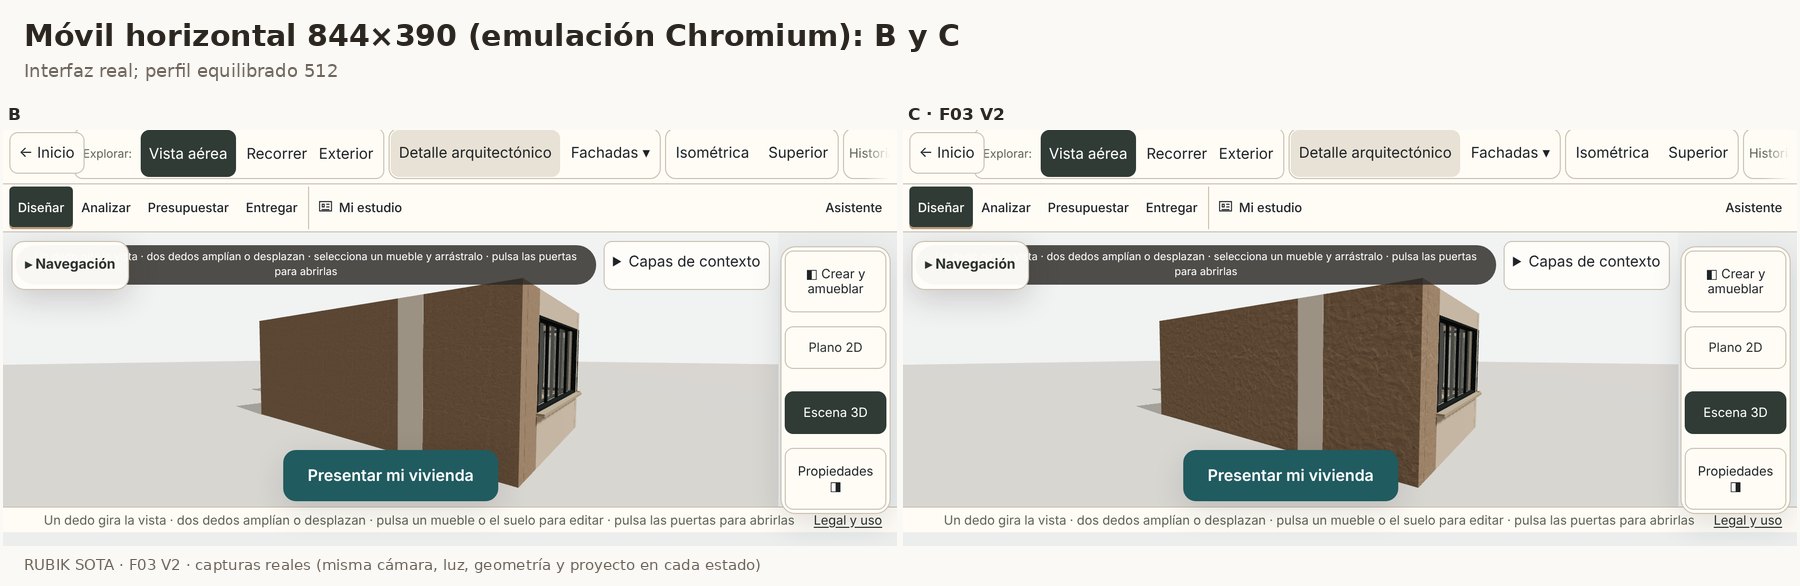 Móvil horizontal 844×390 (emulación Chromium): B y C
Interfaz real; perfil equilibrado 512
B
← Inicio Explorar: Vista aérea Recorrer Exterior Detalle arquitectónico Fachadas ▾ Isométrica Superior
Diseñar Analizar Presupuestar Entregar Mi estudio Asistente
▸ Navegación
· dos dedos amplían o desplazan · selecciona un mueble y arrástralo · pulsa las puertas
para abrirlas
▶ Capas de contexto
◧ Crear y
amueblar
Plano 2D
Escena 3D
Propiedades
◨
Presentar mi vivienda
Un dedo gira la vista · dos dedos amplían o desplazan · pulsa un mueble o el suelo para editar · pulsa las puertas para abrirlas Legal y uso
C · F03 V2
← Inicio Explorar: Vista aérea Recorrer Exterior Detalle arquitectónico Fachadas ▾ Isométrica Superior
Diseñar Analizar Presupuestar Entregar Mi estudio Asistente
▸ Navegación
· dos dedos amplían o desplazan · selecciona un mueble y arrástralo · pulsa las puertas
para abrirlas
▶ Capas de contexto
◧ Crear y
amueblar
Plano 2D
Escena 3D
Propiedades
◨
Presentar mi vivienda
Un dedo gira la vista · dos dedos amplían o desplazan · pulsa un mueble o el suelo para editar · pulsa las puertas para abrirlas Legal y uso
RUBIK SOTA · F03 V2 · capturas reales (misma cámara, luz, geometría y proyecto en cada estado)